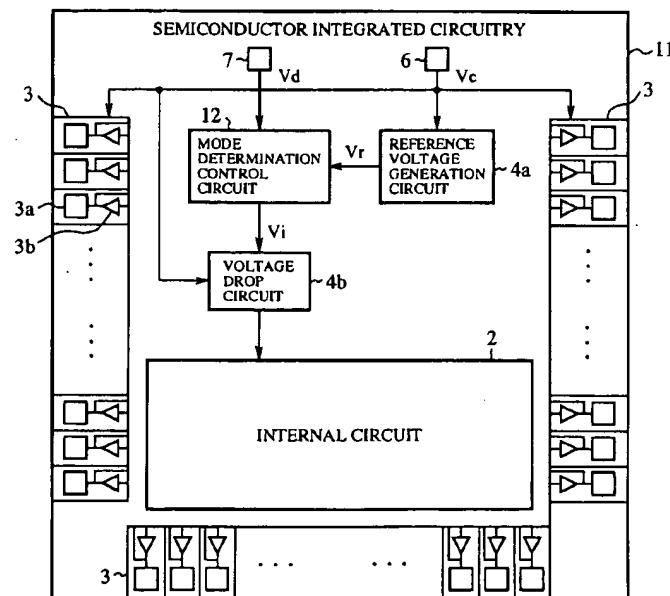 SEMICONDUCTOR INTEGRATED CIRCUITRY
11
7
Vd
6
Vc
3
3
12
MODE
DETERMINATION
CONTROL
CIRCUIT
Vr
REFERENCE
VOLTAGE
GENERATION
CIRCUIT
4a
3a
3b
Vi
VOLTAGE
DROP
CIRCUIT
4b
2
INTERNAL CIRCUIT
3